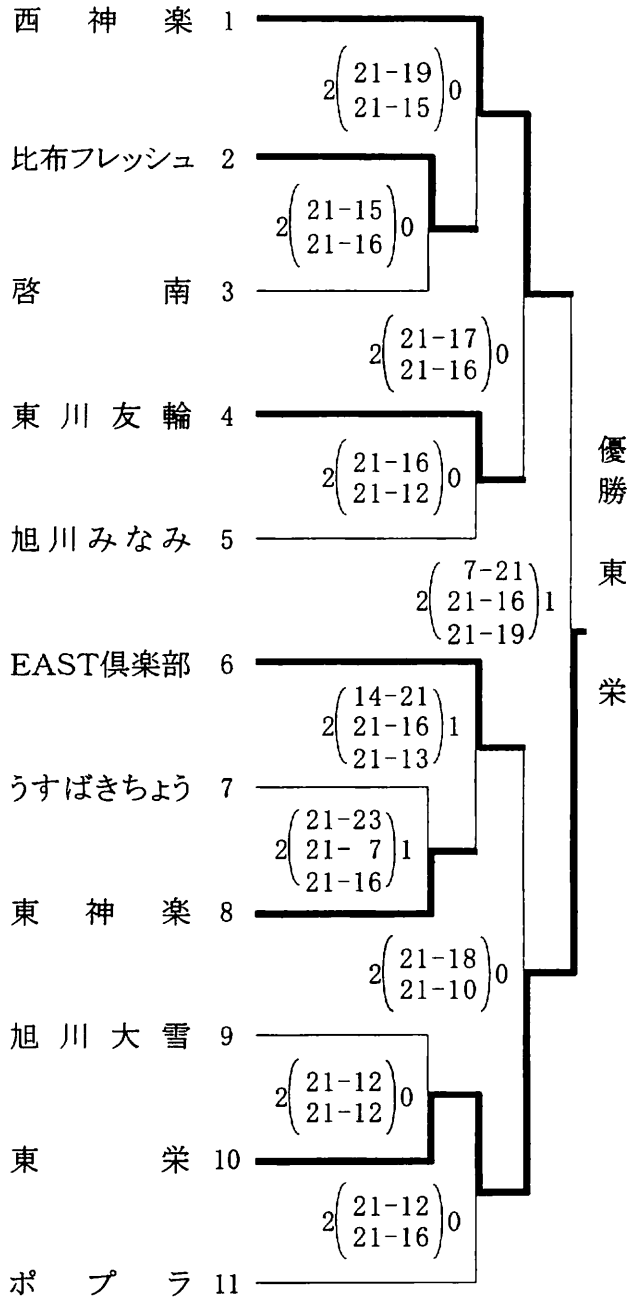 西神楽 1
2(21-19 21-15)0
比布フレッシュ 2
2(21-15 21-16)0
啓南 3
2(21-17 21-16)0
東川友輪 4
2(21-16 21-12)0
旭川みなみ 5
優勝 東栄
2(7-21 21-16 21-19)1
EAST倶楽部 6
2(14-21 21-16 21-13)1
うすばきちょう 7
2(21-23 21-7 21-16)1
東神楽 8
2(21-18 21-10)0
旭川大雪 9
2(21-12 21-12)0
東栄 10
2(21-12 21-16)0
ポプラ 11